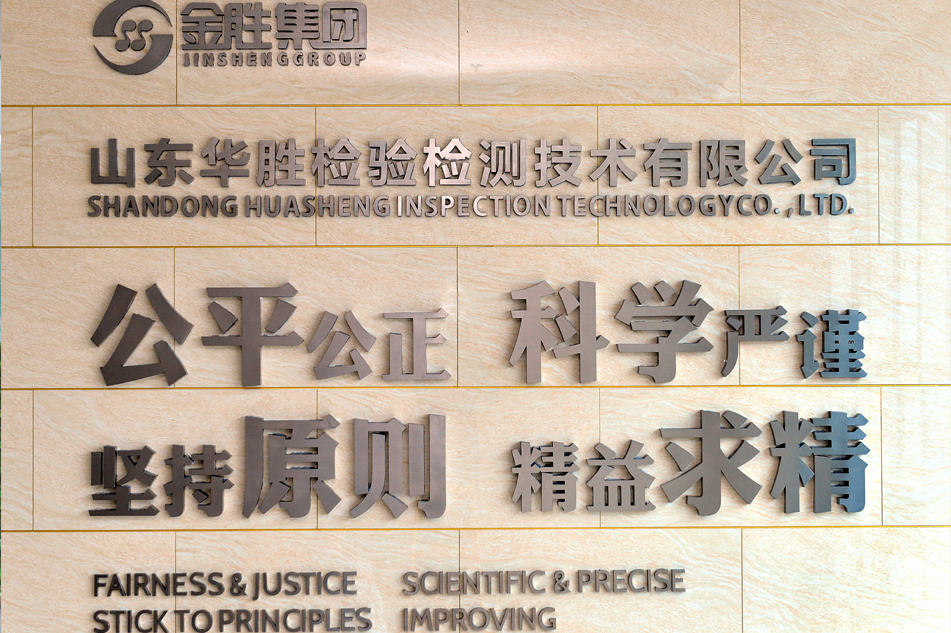 金胜集团
JINSHENGGROUP
山东华胜检验检测技术有限公司
SHANDONG HUASHENG INSPECTION TECHNOLOGYCO.,LTD.
公平公正 科学严谨
坚持原则 精益求精
FAIRNESS & JUSTICE SCIENTIFIC & PRECISE
STICK TO PRINCIPLES IMPROVING